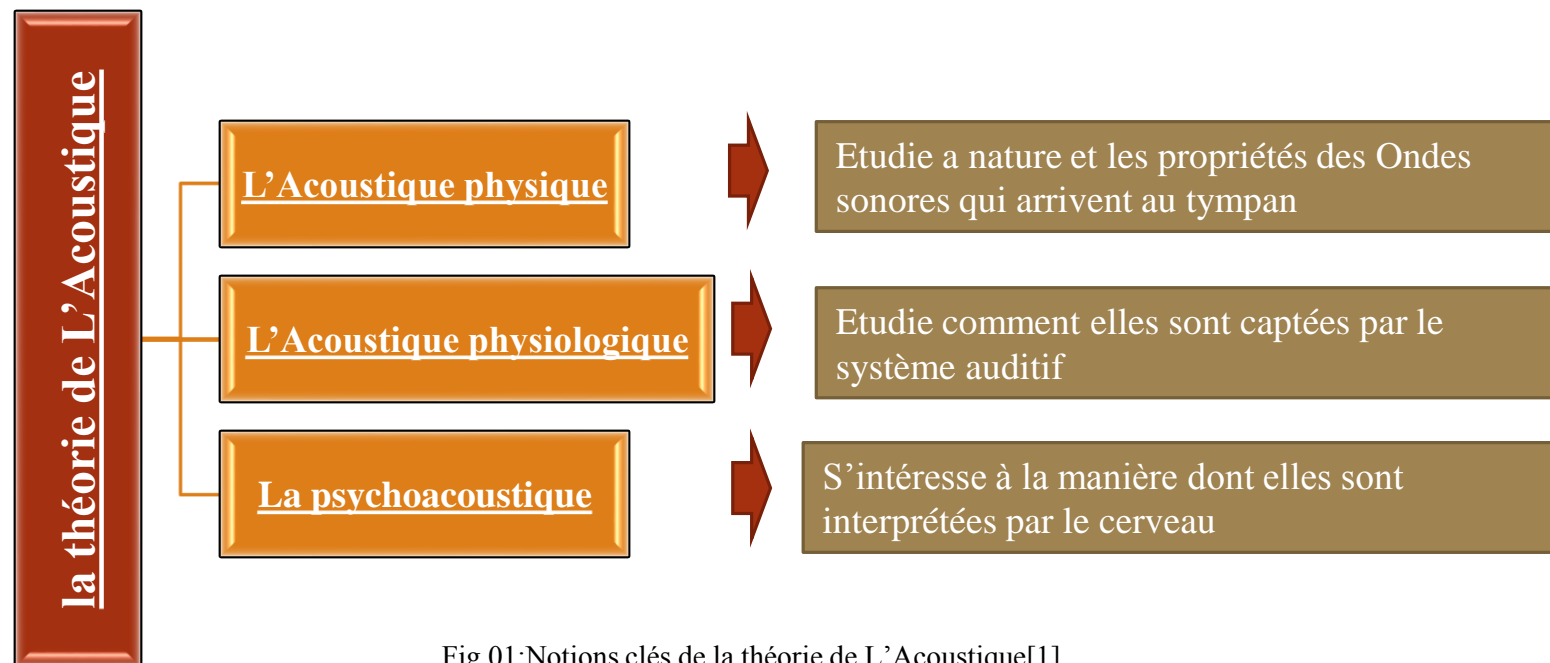 la théorie de L’Acoustique
L’Acoustique physique
Etudie a nature et les propriétés des Ondes
sonores qui arrivent au tympan
L’Acoustique physiologique
Etudie comment elles sont captées par le
système auditif
La psychoacoustique
S’intéresse à la manière dont elles sont
interprétées par le cerveau
Fig 01:Notions clés de la théorie de L’Acoustique[1]